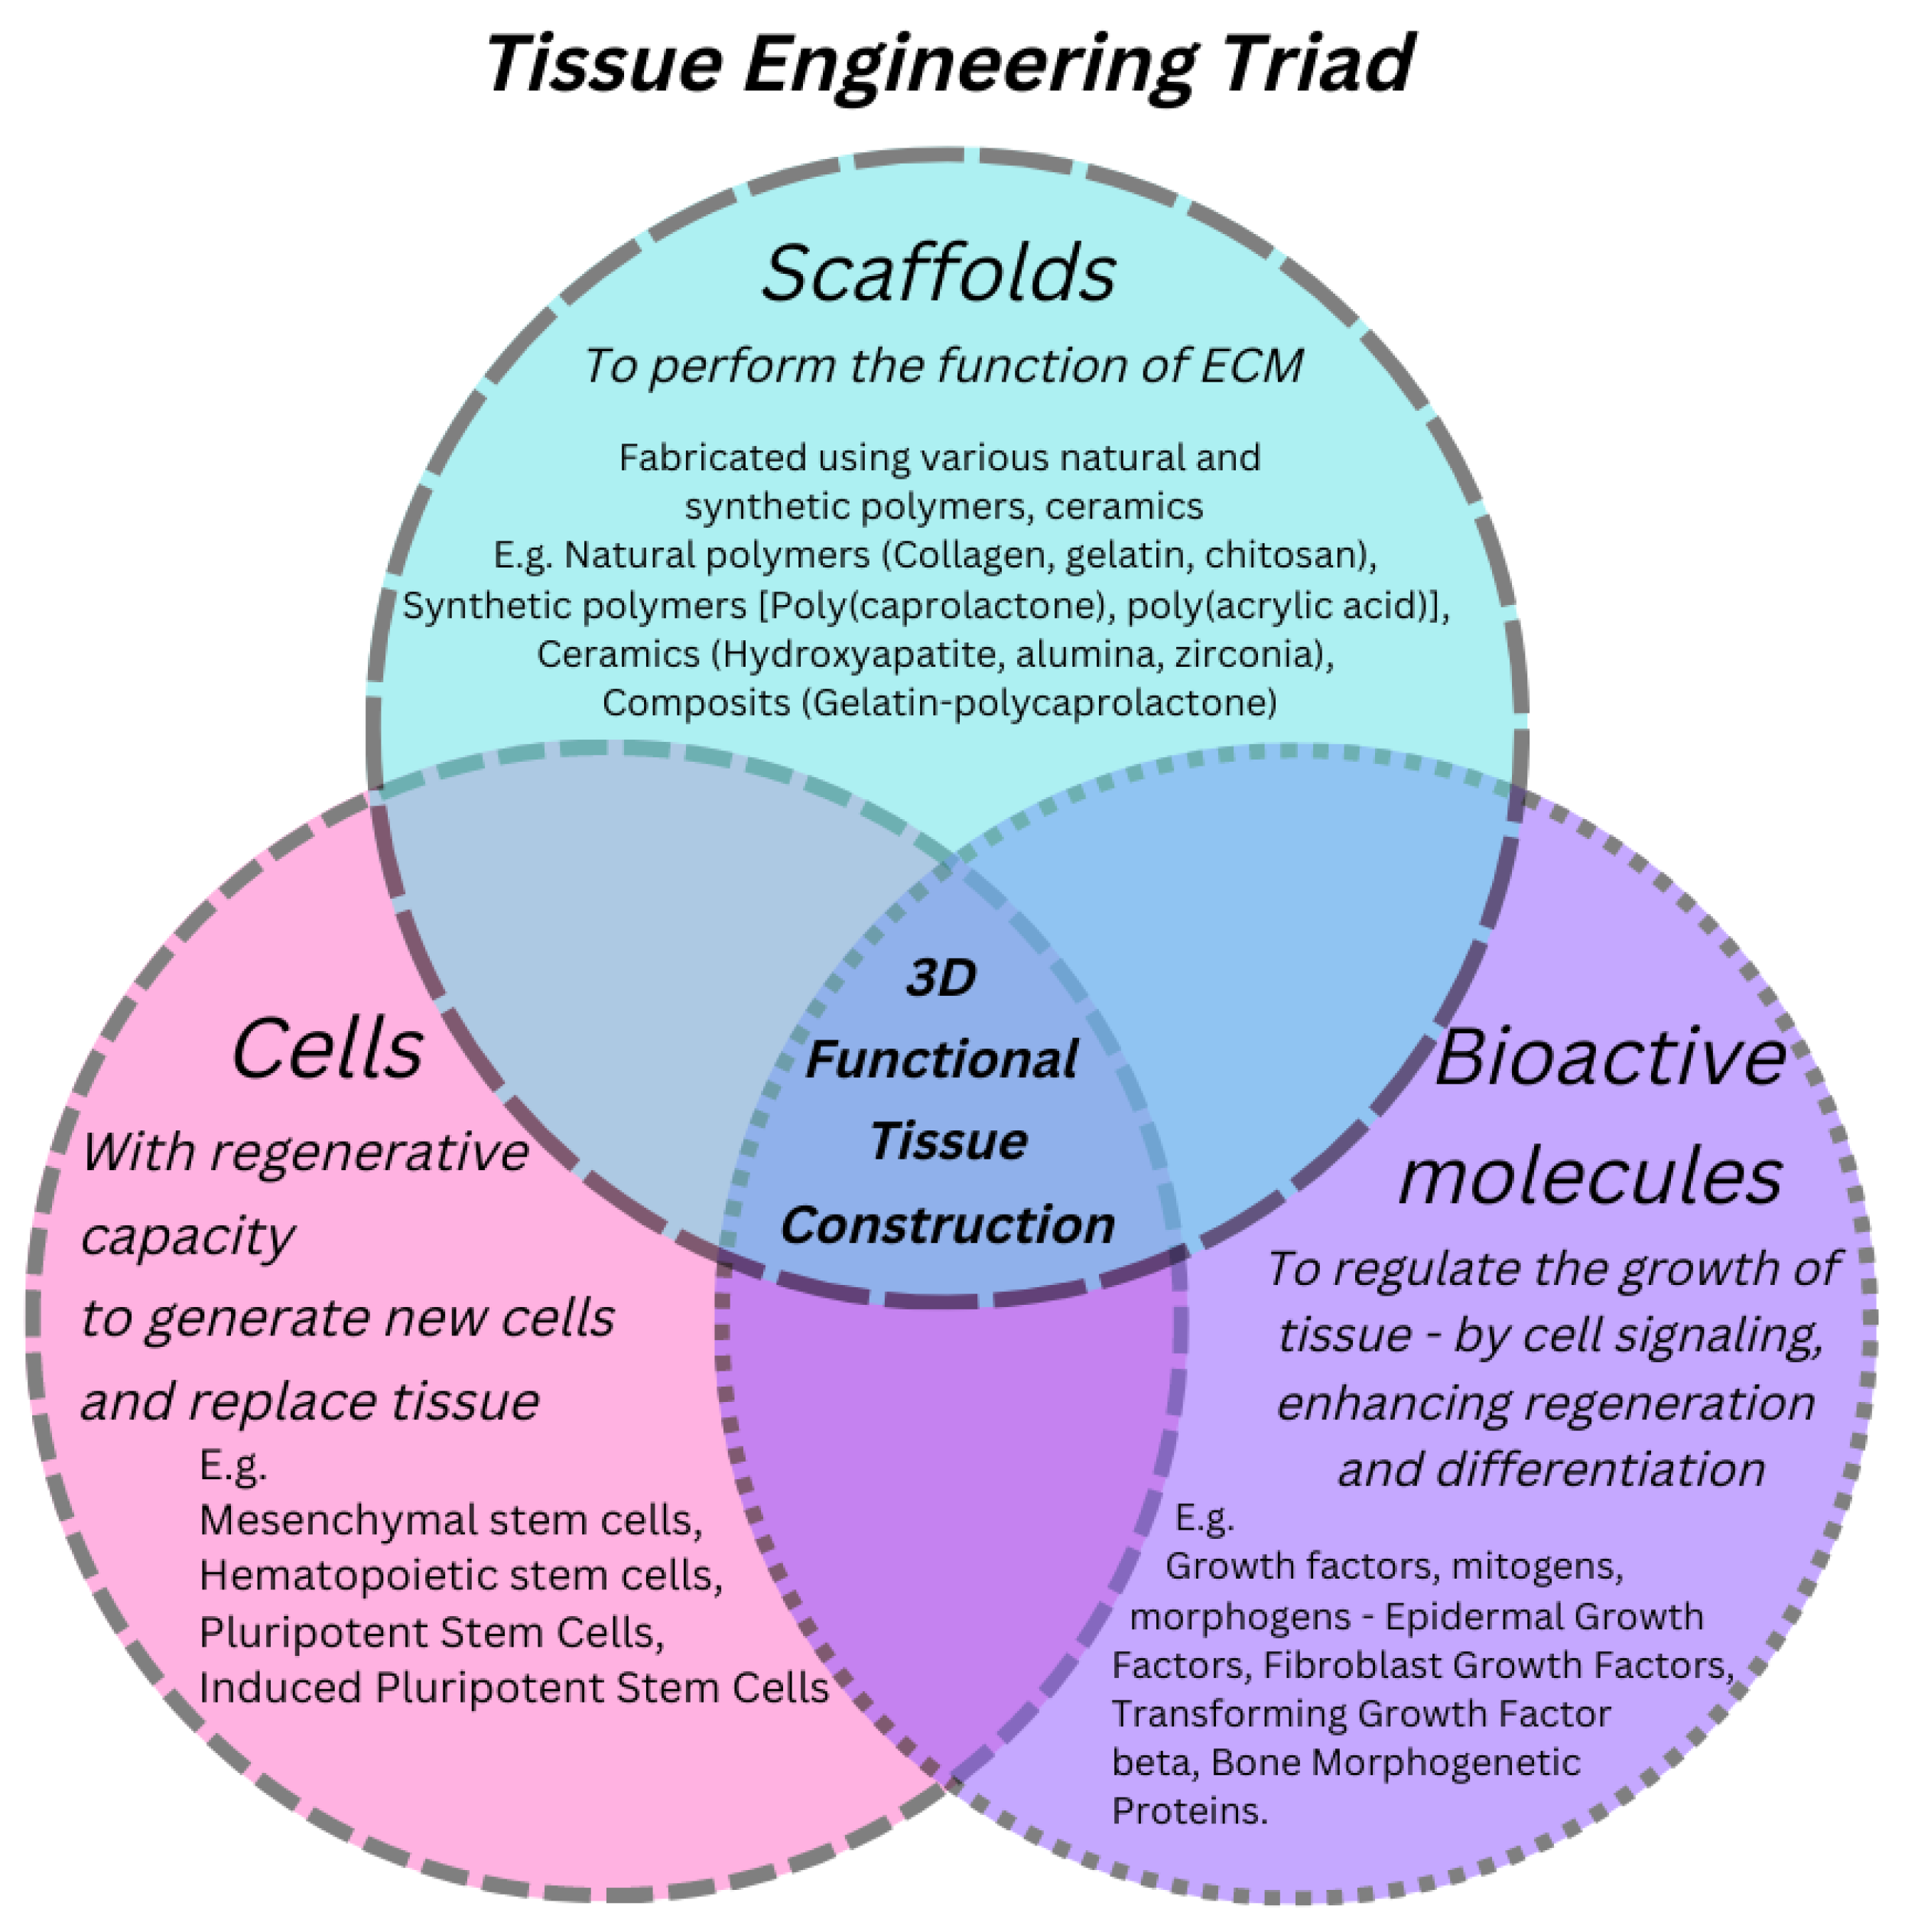 Tissue Engineering Triad
Scaffolds
To perform the function of ECM
Fabricated using various natural and
synthetic polymers, ceramics
E.g. Natural polymers (Collagen, gelatin, chitosan),
Synthetic polymers [Poly(caprolactone), poly(acrylic acid)],
Ceramics (Hydroxyapatite, alumina, zirconia),
Composits (Gelatin-polycaprolactone)
3D
Functional
Tissue
Construction
Cells
With regenerative
capacity
to generate new cells
and replace tissue
E.g.
Mesenchymal stem cells,
Hematopoietic stem cells,
Pluripotent Stem Cells,
Induced Pluripotent Stem Cells
Bioactive
molecules
To regulate the growth of
tissue - by cell signaling,
enhancing regeneration
and differentiation
E.g.
Growth factors, mitogens,
morphogens - Epidermal Growth
Factors, Fibroblast Growth Factors,
Transforming Growth Factor
beta, Bone Morphogenetic
Proteins.